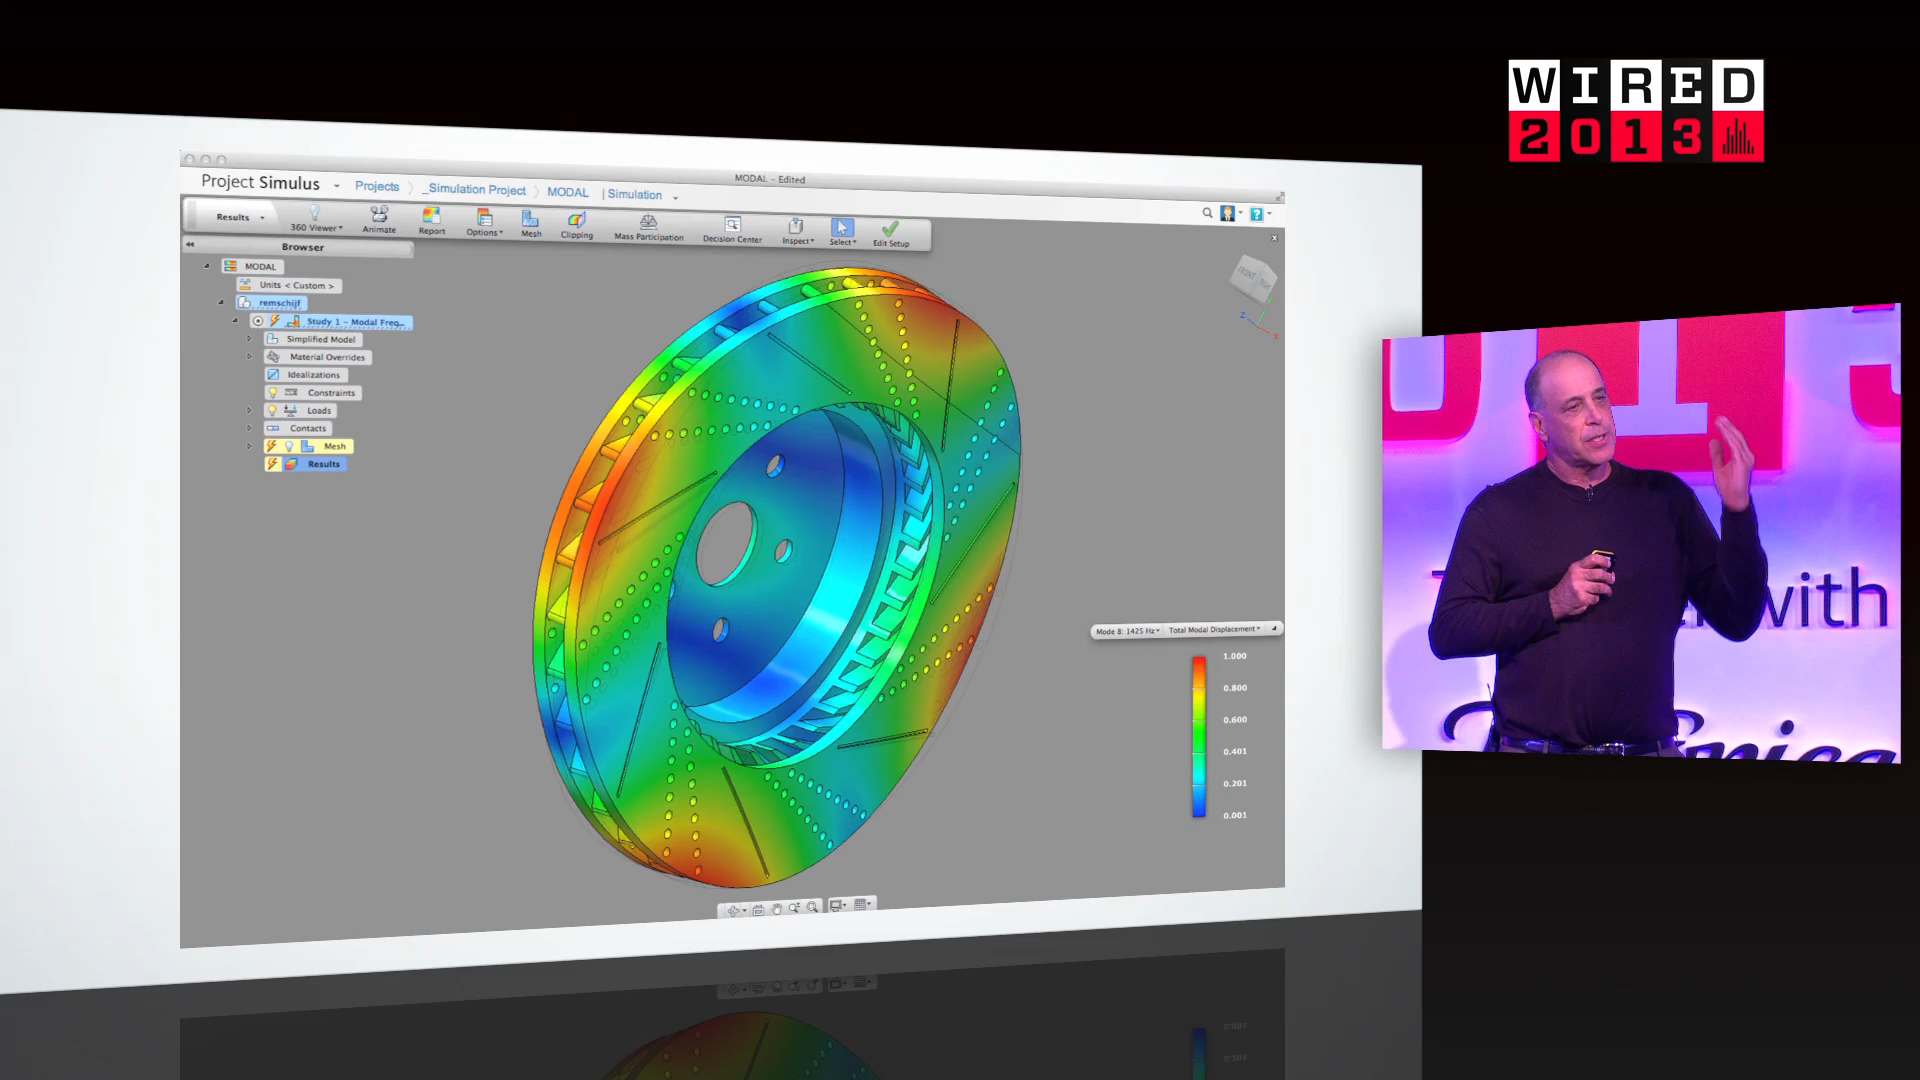 WIRED
2013
MODAL – Edited
Project Simulus
Projects
_Simulation Project
MODAL
| Simulation
Results
360 Viewer
Animate
Report
Options
Mesh
Clipping
Mass Participation
Decision Center
Inspect
Select
Edit Setup
Browser
MODAL
Units < Custom >
remschijf
Study 1 – Modal Freq...
Simplified Model
Material Overrides
Idealizations
Constraints
Loads
Contacts
Mesh
Results
FRONT
Z
X
Mode 8: 1425 Hz
Total Modal Displacement
1.000
0.800
0.600
0.401
0.201
0.001
with